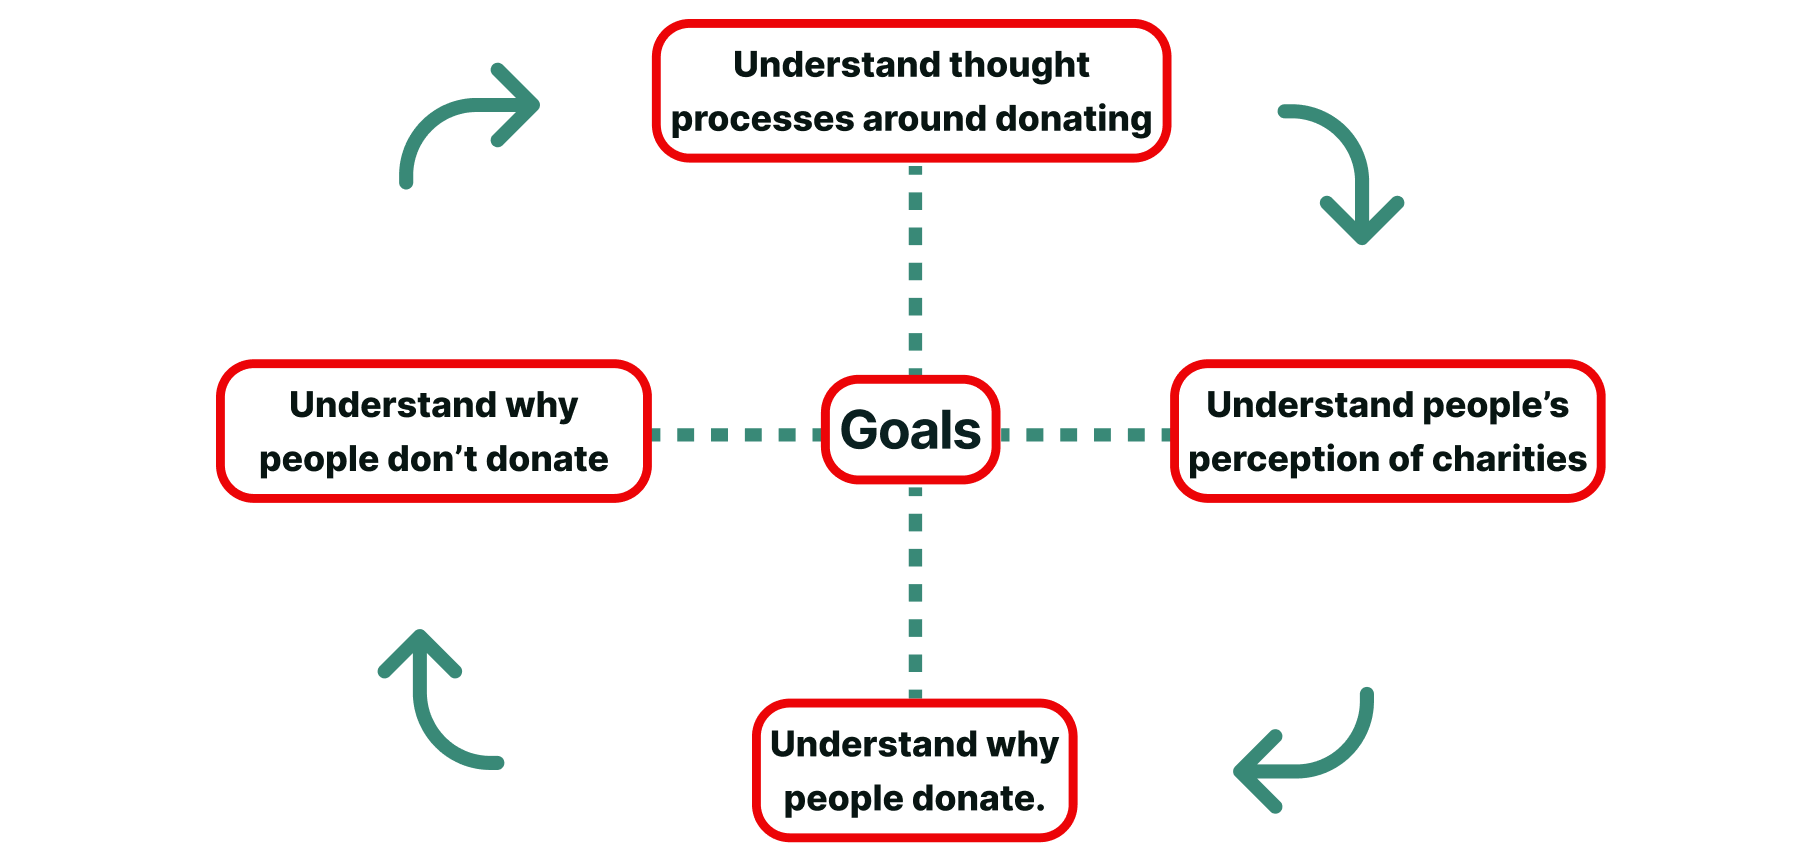 Understand thought
processes around donating
Understand why
people don’t donate
Goals
Understand people’s
perception of charities
Understand why
people donate.